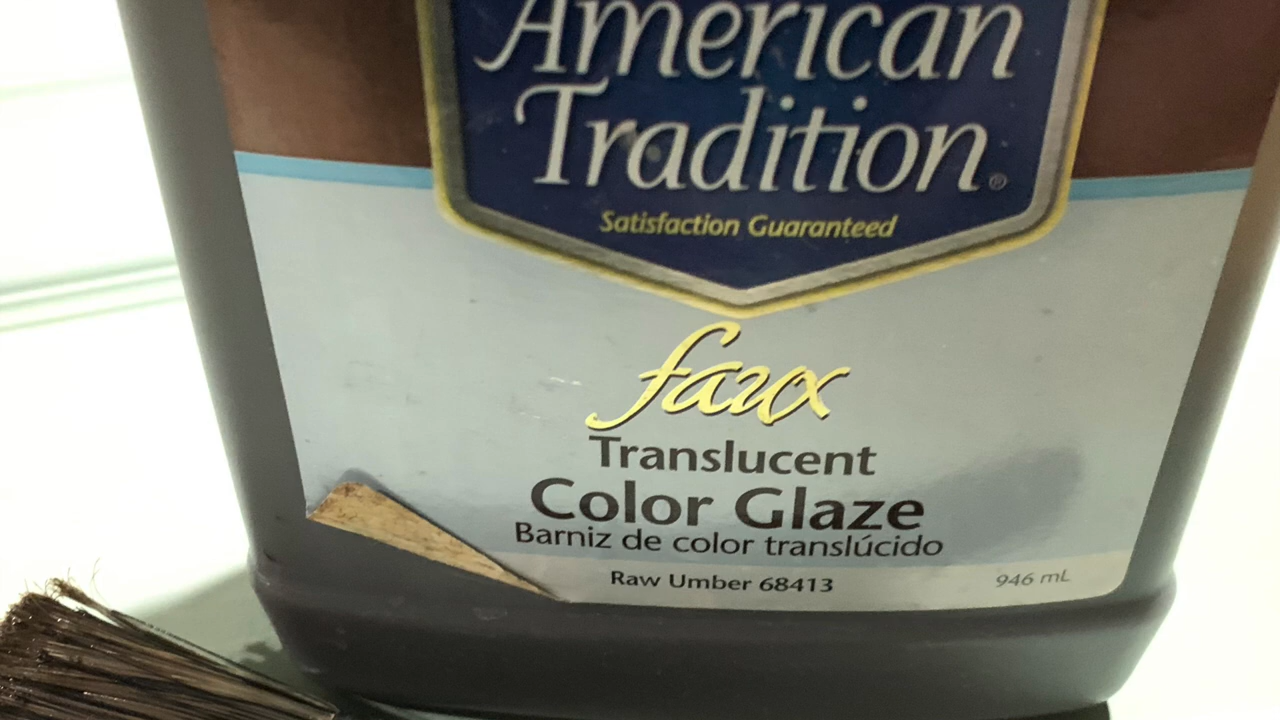 American
Tradition®
Satisfaction Guaranteed
faux
Translucent
Color Glaze
Barniz de color translúcido
Raw Umber 68413
946 mL